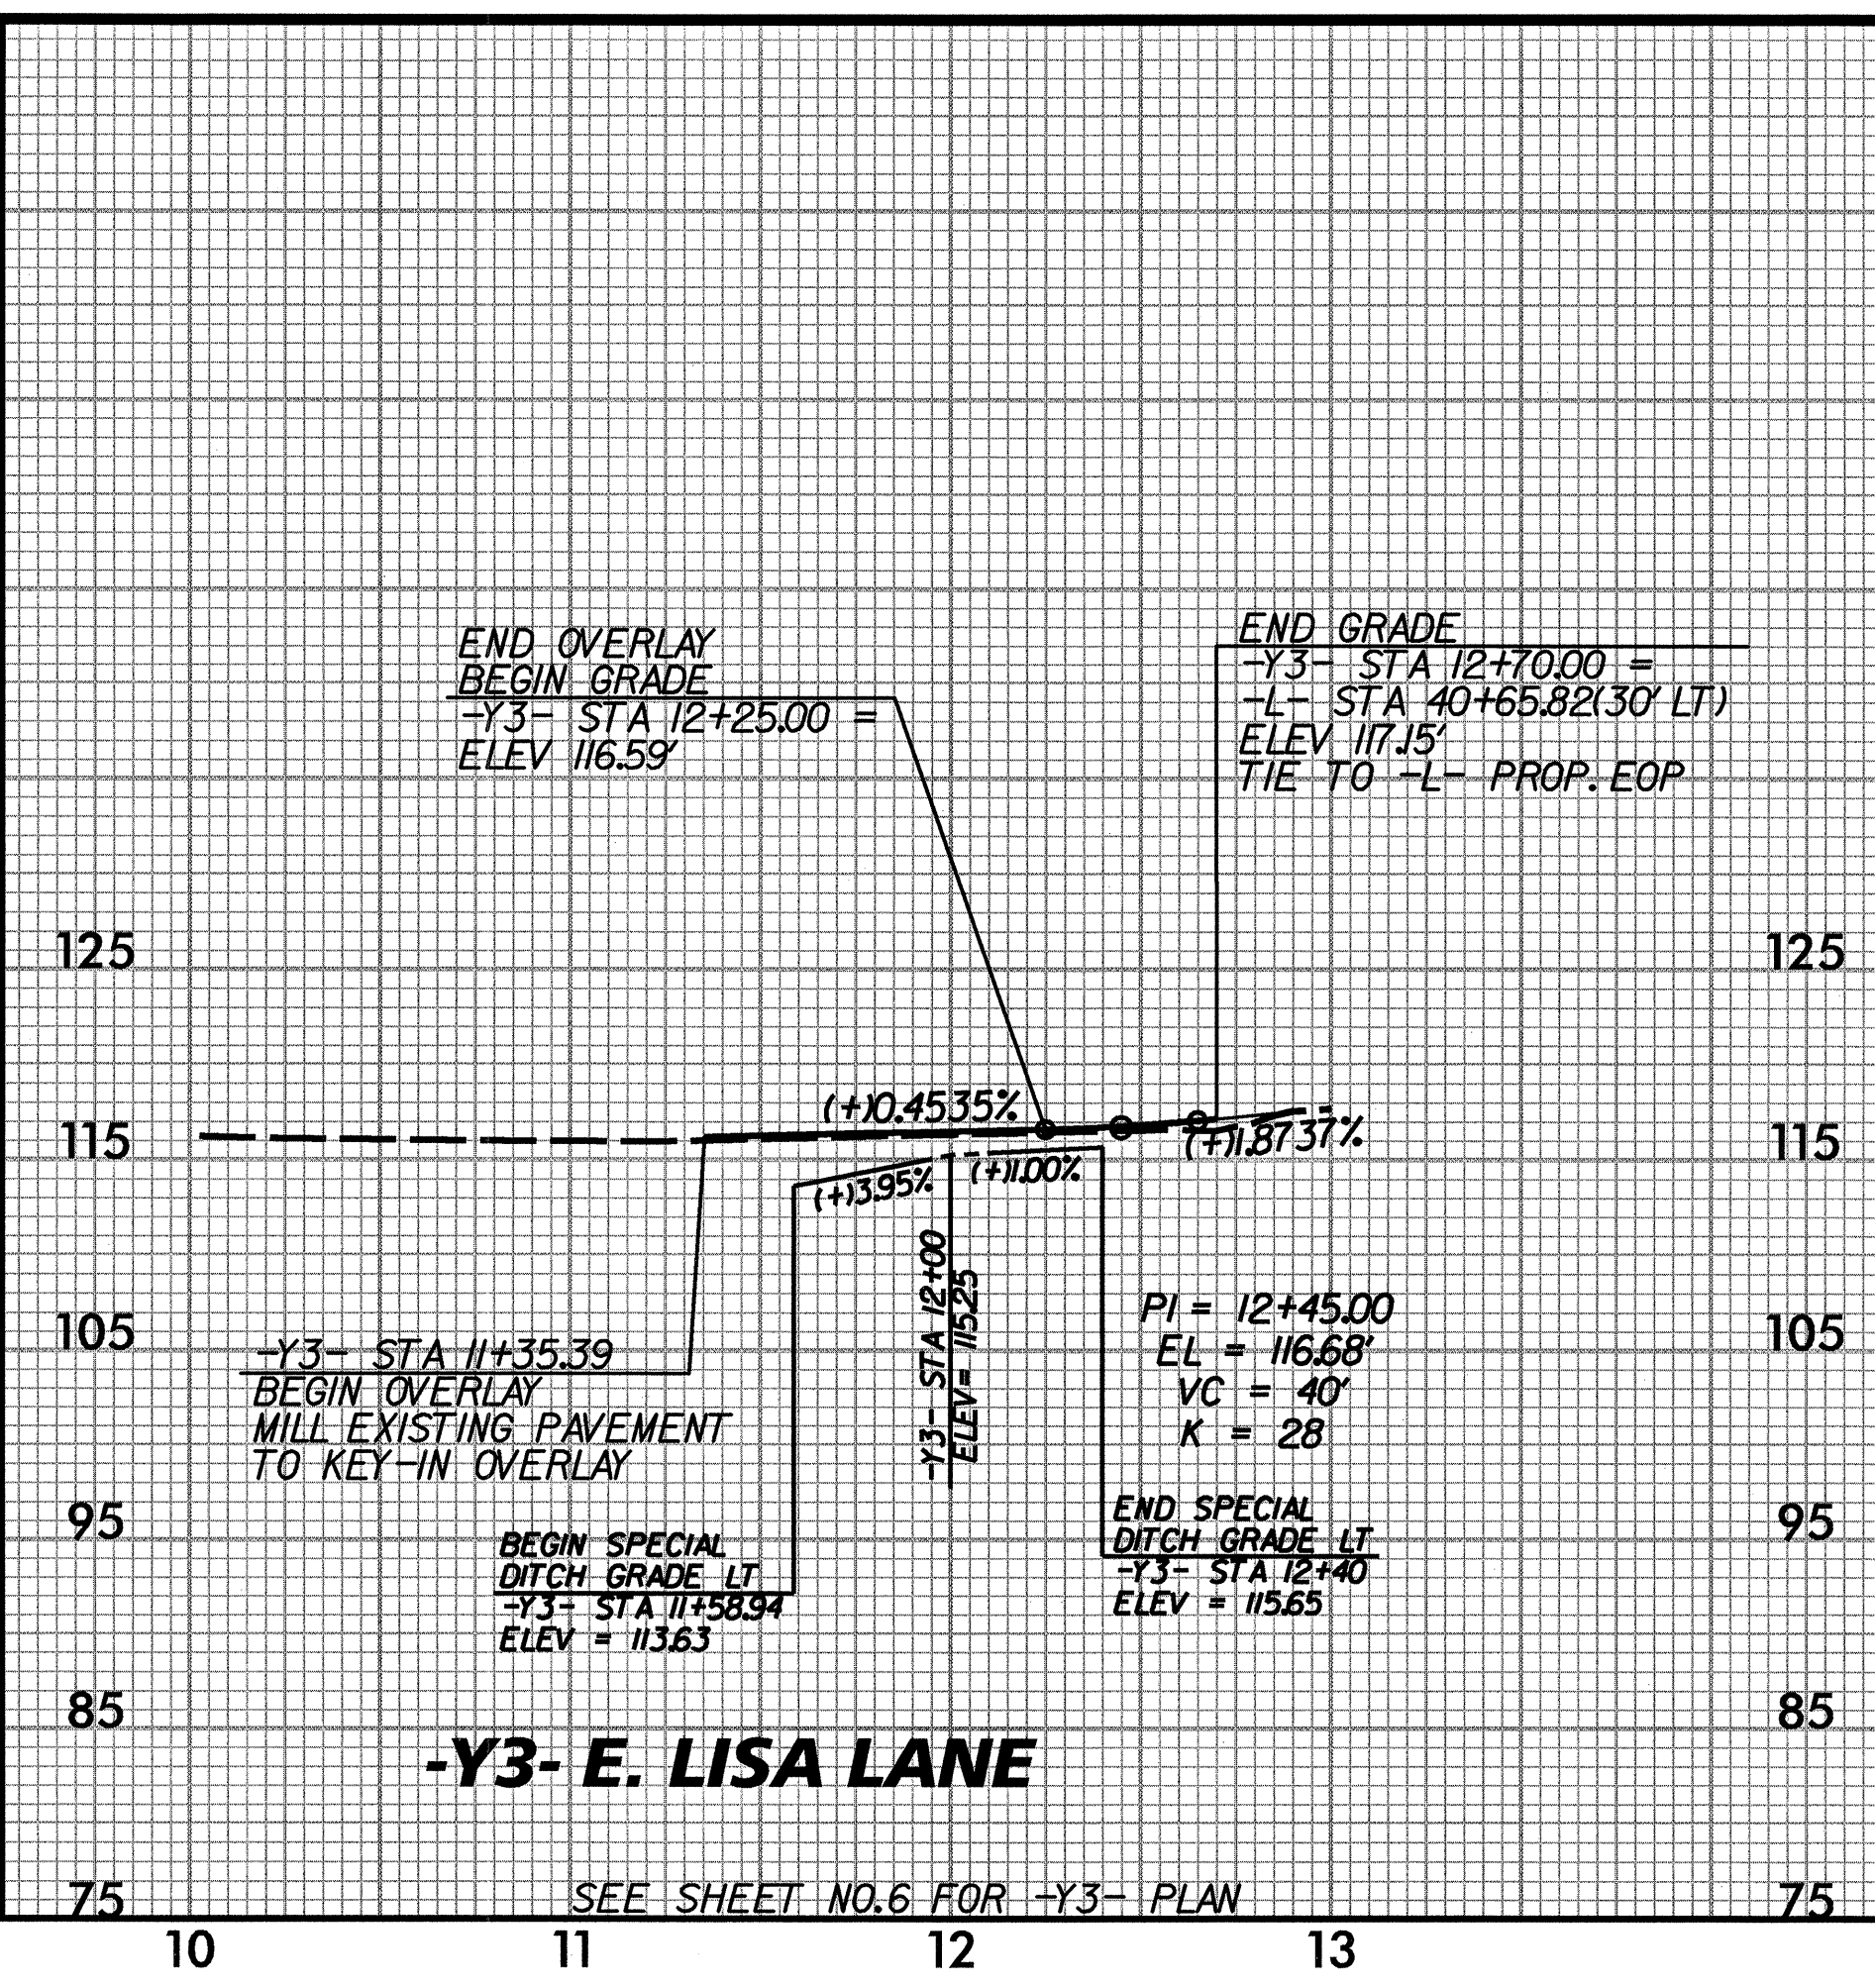 END OVERLAY
BEGIN GRADE
-Y3- STA 12+25.00 =
ELEV 116.59'
END GRADE
-Y3- STA 12+70.00 =
-L- STA 40+65.82(30' LT)
ELEV 117.15'
TIE TO -L- PROP. EOP
125
125
(+)0.4535%
115
(+)1.8737%
115
(+)3.95%
(+)1.00%
-Y3- STA 12+00
ELEV= 115.25
PI = 12+45.00
EL = 116.68'
VC = 40'
K = 28
105
105
-Y3- STA 11+35.39
BEGIN OVERLAY
MILL EXISTING PAVEMENT
TO KEY-IN OVERLAY
95
95
BEGIN SPECIAL
DITCH GRADE LT
-Y3- STA 11+58.94
ELEV = 113.63
END SPECIAL
DITCH GRADE LT
-Y3- STA 12+40
ELEV = 115.65
85
85
-Y3- E. LISA LANE
75
SEE SHEET NO.6 FOR -Y3- PLAN
75
10
11
12
13